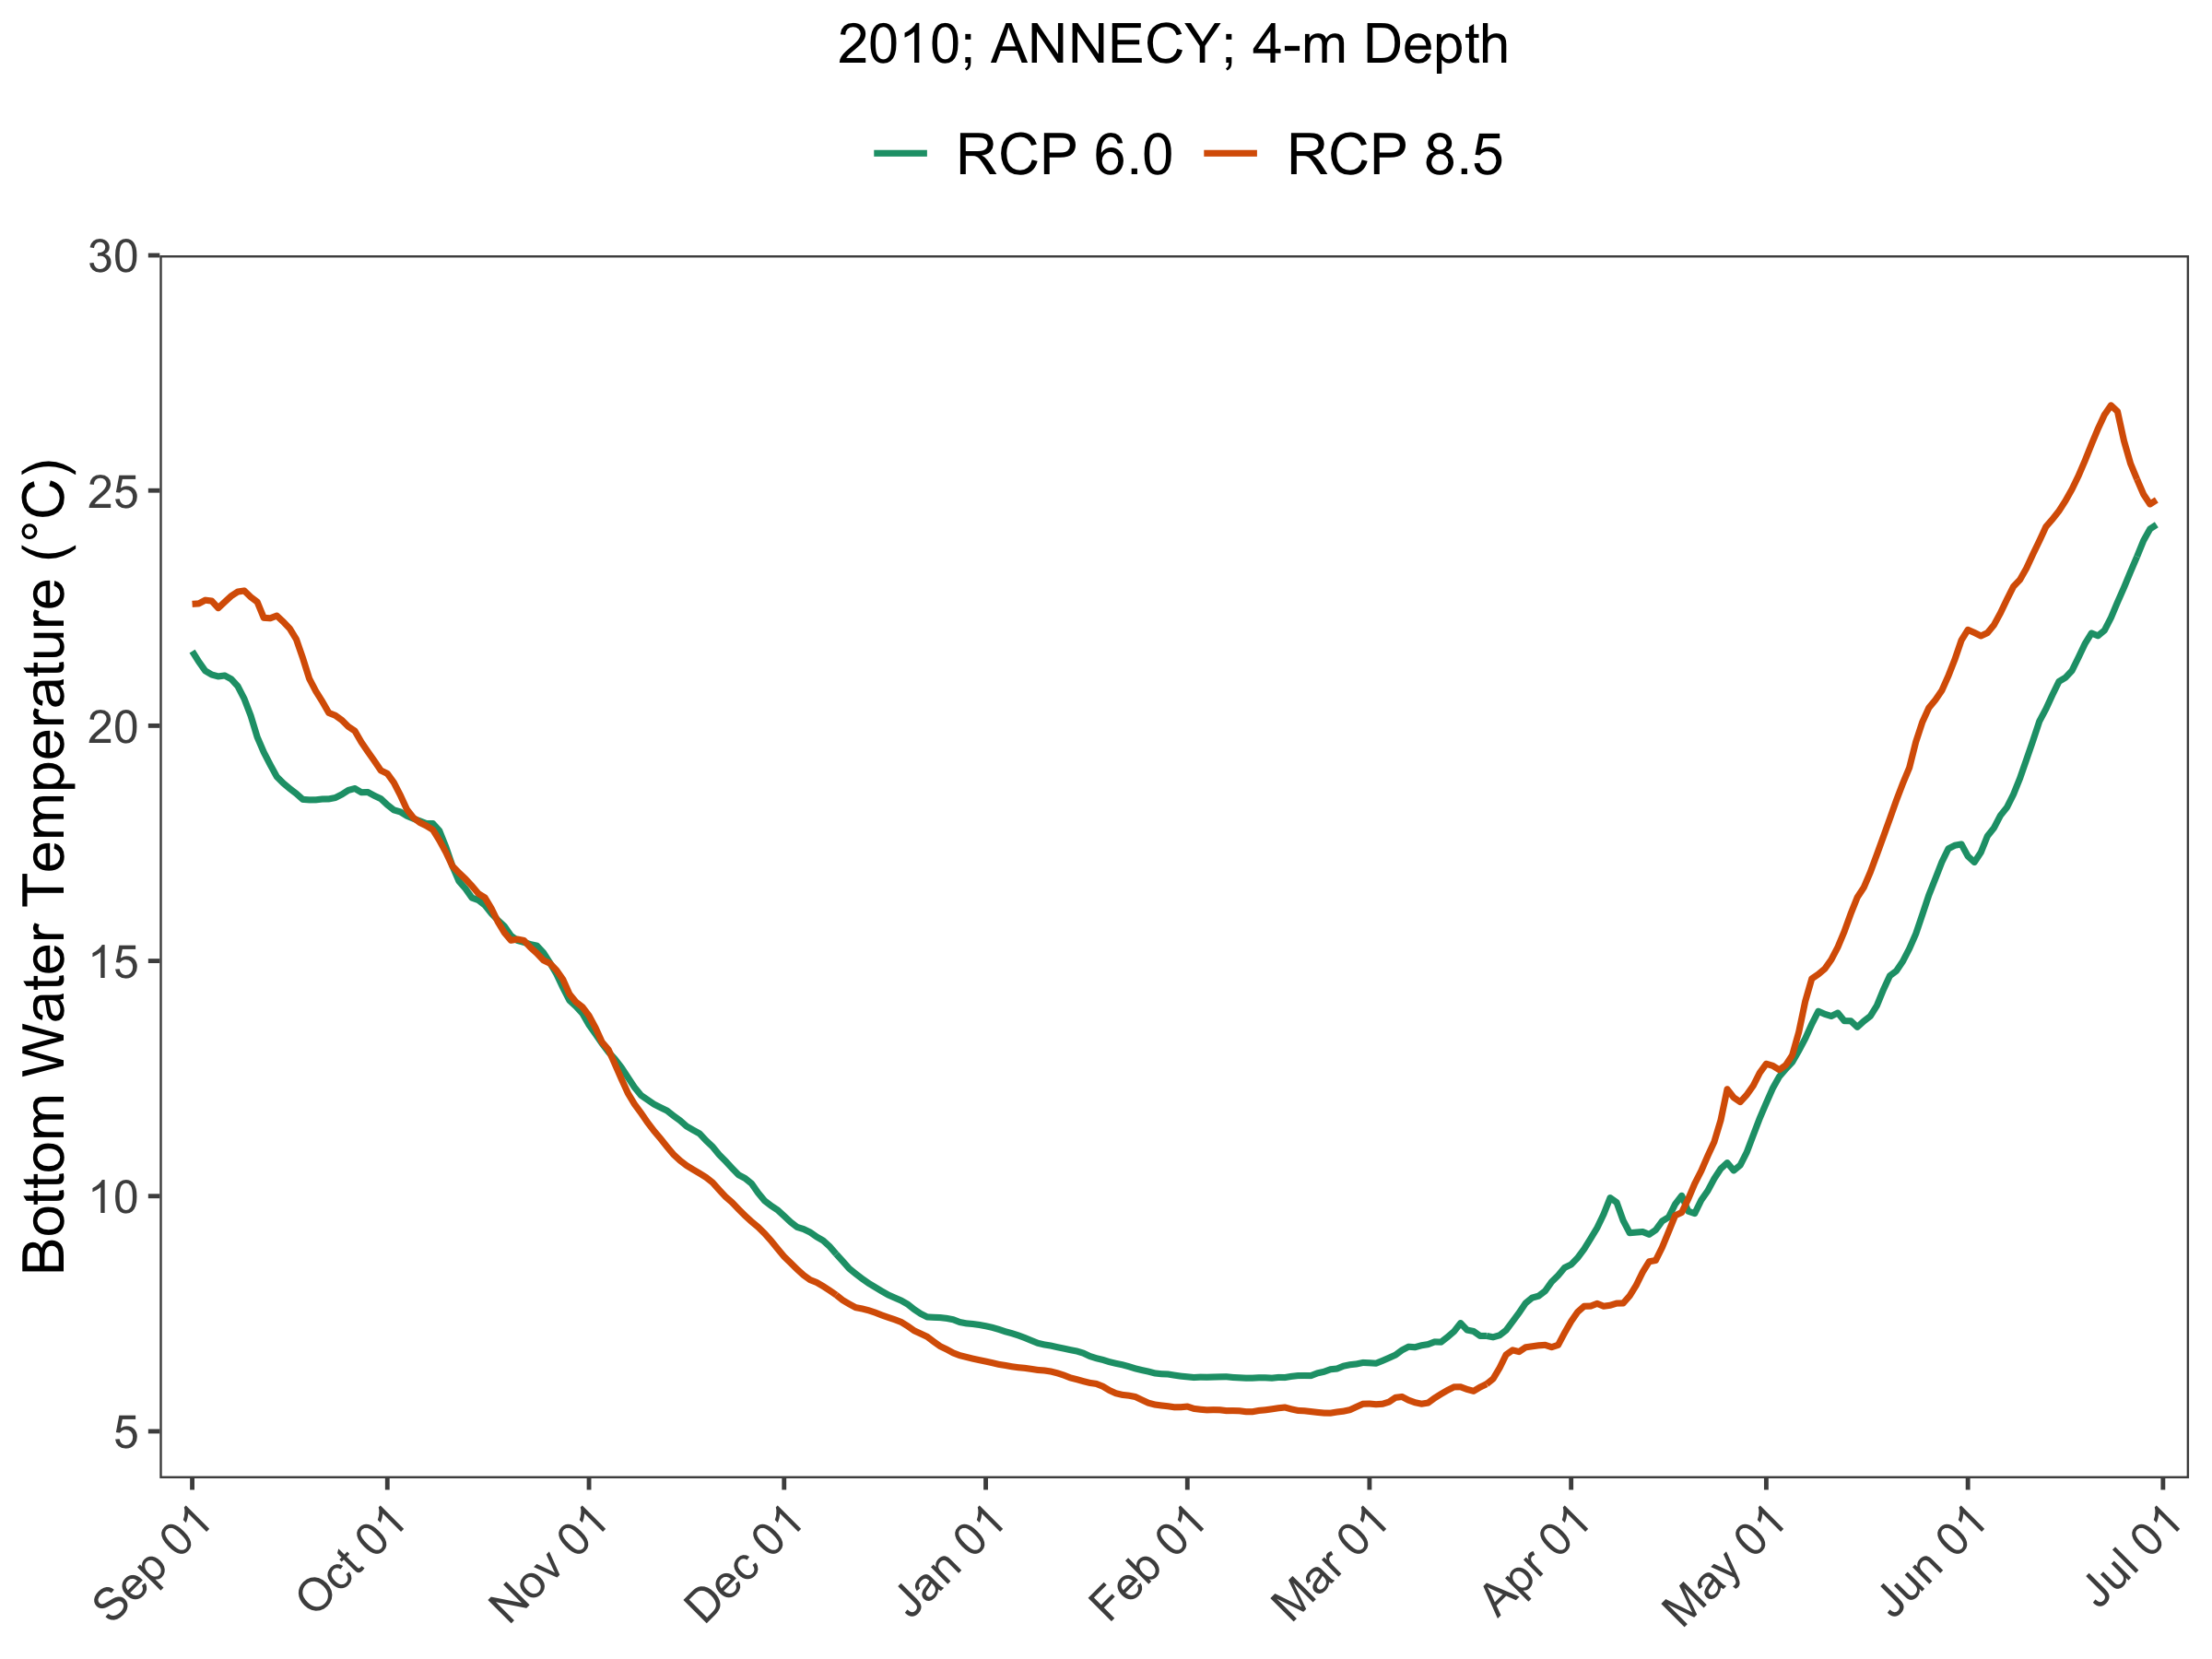 2010; ANNECY; 4-m Depth
RCP 6.0 RCP 8.5
Bottom Water Temperature (°C)
30
25
20
15
10
5
Sep 01 Oct 01 Nov 01 Dec 01 Jan 01 Feb 01 Mar 01 Apr 01 May 01 Jun 01 Jul 01